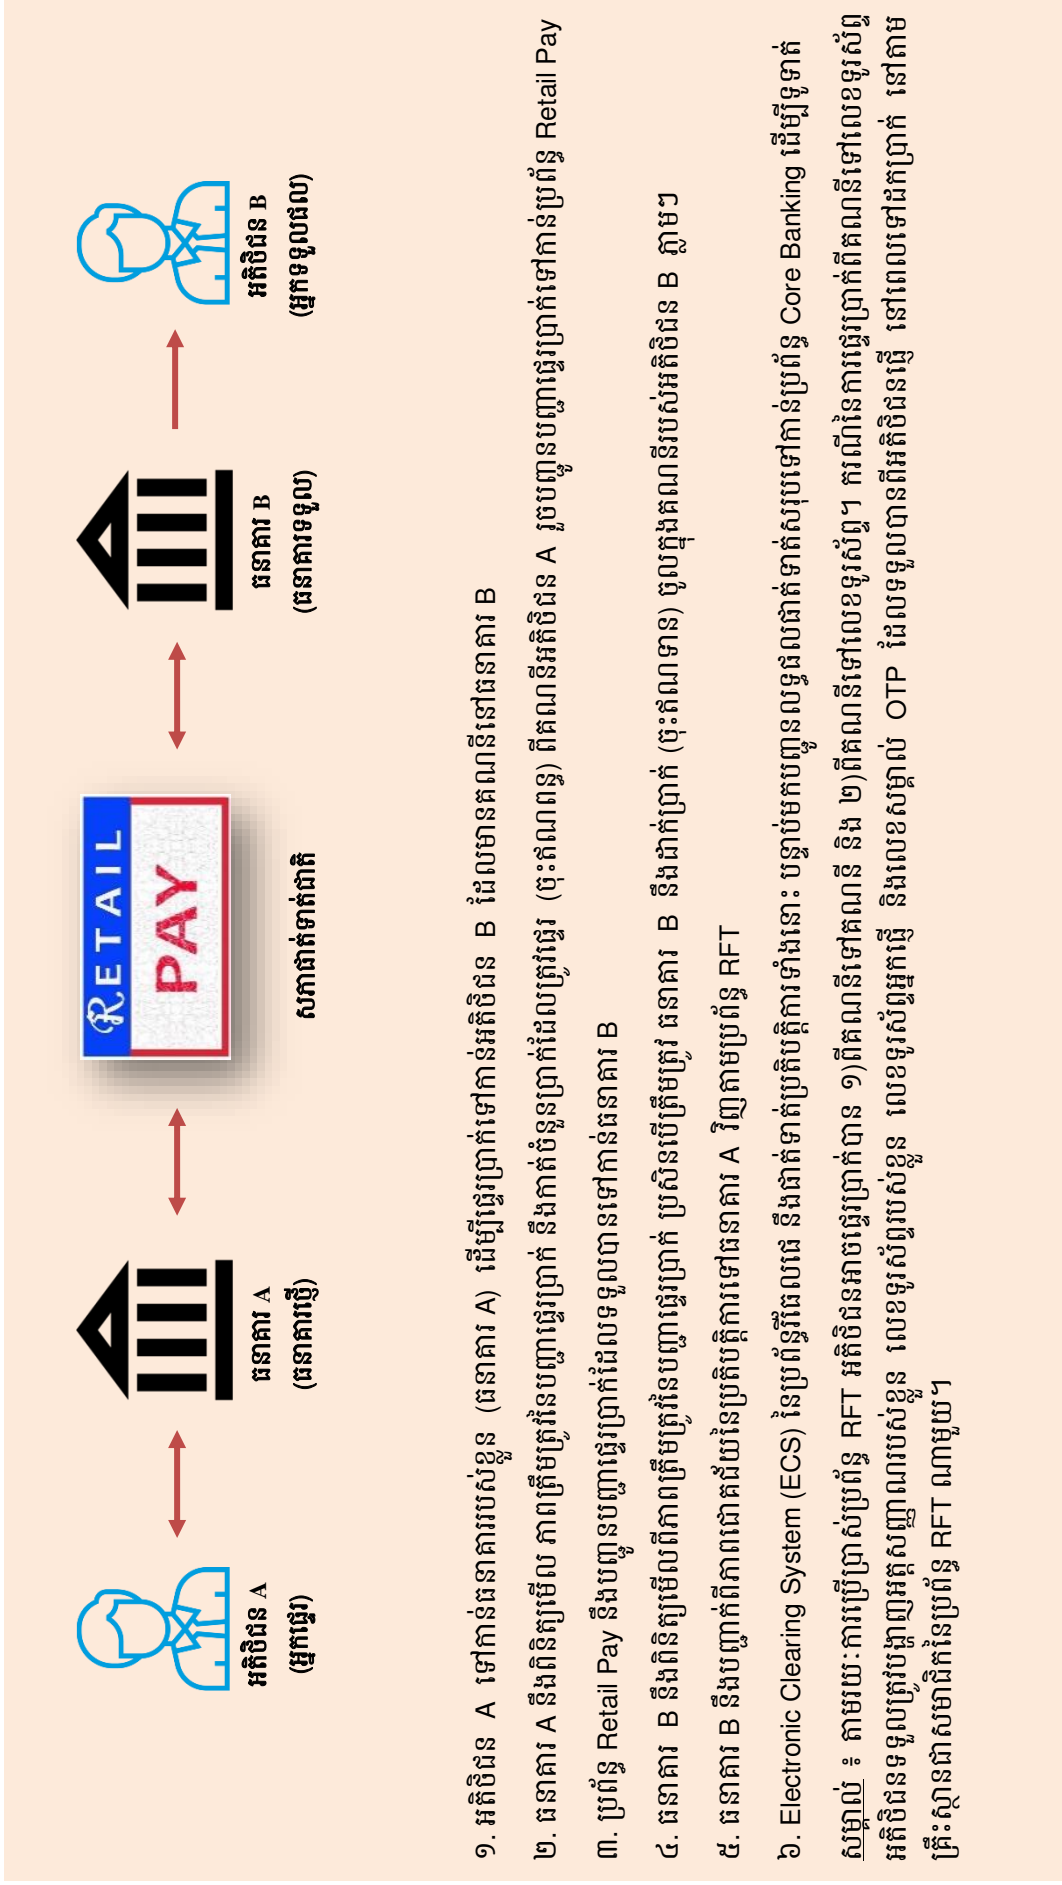 RETAIL
PAY
អតិថិជន A
(អ្នកផ្ញើរ)
ធនាគារ A
(ធនាគារផ្ញើ)
សភាផាត់ទាត់ជាតិ
ធនាគារ B
(ធនាគារទទួល)
អតិថិជន B
(អ្នកទទួលផល)
១. អតិថិជន A ទៅកាន់ធនាគាររបស់ខ្លួន (ធនាគារ A) ដើម្បីផ្ទេរប្រាក់ទៅកាន់អតិថិជន B ដែលមានគណនីនៅធនាគារ B
២. ធនាគារ A នឹងពិនិត្យមើល ភាពត្រឹមត្រូវនៃបញ្ជាផ្ទេរប្រាក់ នឹងកាត់ចំនួនប្រាក់ដែលត្រូវផ្ទេរ (ចុះឥណពន្ធ) ពីគណនីអតិថិជន A រួចបញ្ជូនបញ្ជាផ្ទេរប្រាក់ទៅកាន់ប្រព័ន្ធ Retail Pay
៣. ប្រព័ន្ធ Retail Pay នឹងបញ្ជូនបញ្ជាផ្ទេរប្រាក់ដែលទទួលបានទៅកាន់ធនាគារ B
៤. ធនាគារ B នឹងពិនិត្យមើលពីភាពត្រឹមត្រូវនៃបញ្ជាផ្ទេរប្រាក់ ប្រសិនបើត្រឹមត្រូវ ធនាគារ B នឹងដាក់ប្រាក់ (ចុះឥណទាន) ចូលក្នុងគណនីរបស់អតិថិជន B ភ្លាមៗ
៥. ធនាគារ B នឹងបញ្ជាក់ពីភាពជោគជ័យនៃប្រតិបត្តិការទៅធនាគារ A វិញតាមប្រព័ន្ធ RFT
៦. Electronic Clearing System (ECS) នៃប្រព័ន្ធរីថែលផេ នឹងផាត់ទាត់ប្រតិបត្តិការទាំងនោះ បន្ទាប់មកបញ្ជូនលទ្ធផលផាត់ទាត់សរុបទៅកាន់ប្រព័ន្ធ Core Banking ដើម្បីទូទាត់
សម្គាល់ ៖ តាមរយៈការប្រើប្រាស់ប្រព័ន្ធ RFT អតិថិជនអាចផ្ទេរប្រាក់បាន ១)ពីគណនីទៅគណនី និង ២)ពីគណនីទៅលេខទូរស័ព្ទ។ ករណីនៃការផ្ទេរប្រាក់ពីគណនីទៅលេខទូរស័ព្ទ
អតិថិជនទទួលត្រូវបង្ហាញអត្តសញ្ញាណរបស់ខ្លួន លេខទូរស័ព្ទរបស់ខ្លួន លេខទូរស័ព្ទអ្នកផ្ញើ និងលេខសម្គាល់ OTP ដែលទទួលបានពីអតិថិជនផ្ញើ នៅពេលទៅដកប្រាក់ នៅតាម
គ្រឹះស្ថានជាសមាជិកនៃប្រព័ន្ធ RFT ណាមួយ។